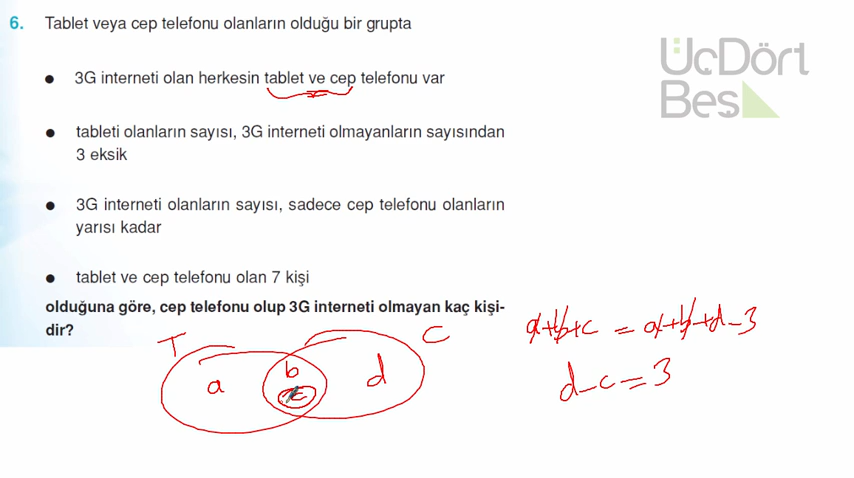 6. Tablet veya cep telefonu olanların olduğu bir grupta
ÜçDört
Beş
● 3G interneti olan herkesin tablet ve cep telefonu var
● tableti olanların sayısı, 3G interneti olmayanların sayısından
3 eksik
● 3G interneti olanların sayısı, sadece cep telefonu olanların
yarısı kadar
● tablet ve cep telefonu olan 7 kişi
olduğuna göre, cep telefonu olup 3G interneti olmayan kaç kişi-
dir?
a+b+c = a+b+d-3
d-c=3
T C
a b d
c